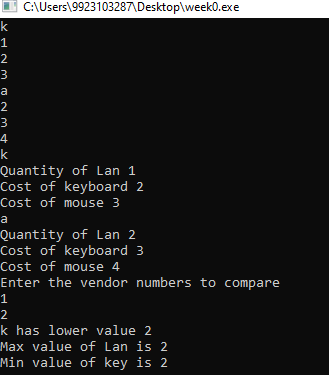 C:\Users\9923103287\Desktop\week0.exe
k
1
2
3
a
2
3
4
k
Quantity of Lan 1
Cost of keyboard 2
Cost of mouse 3
a
Quantity of Lan 2
Cost of keyboard 3
Cost of mouse 4
Enter the vendor numbers to compare
1
2
k has lower value 2
Max value of Lan is 2
Min value of key is 2